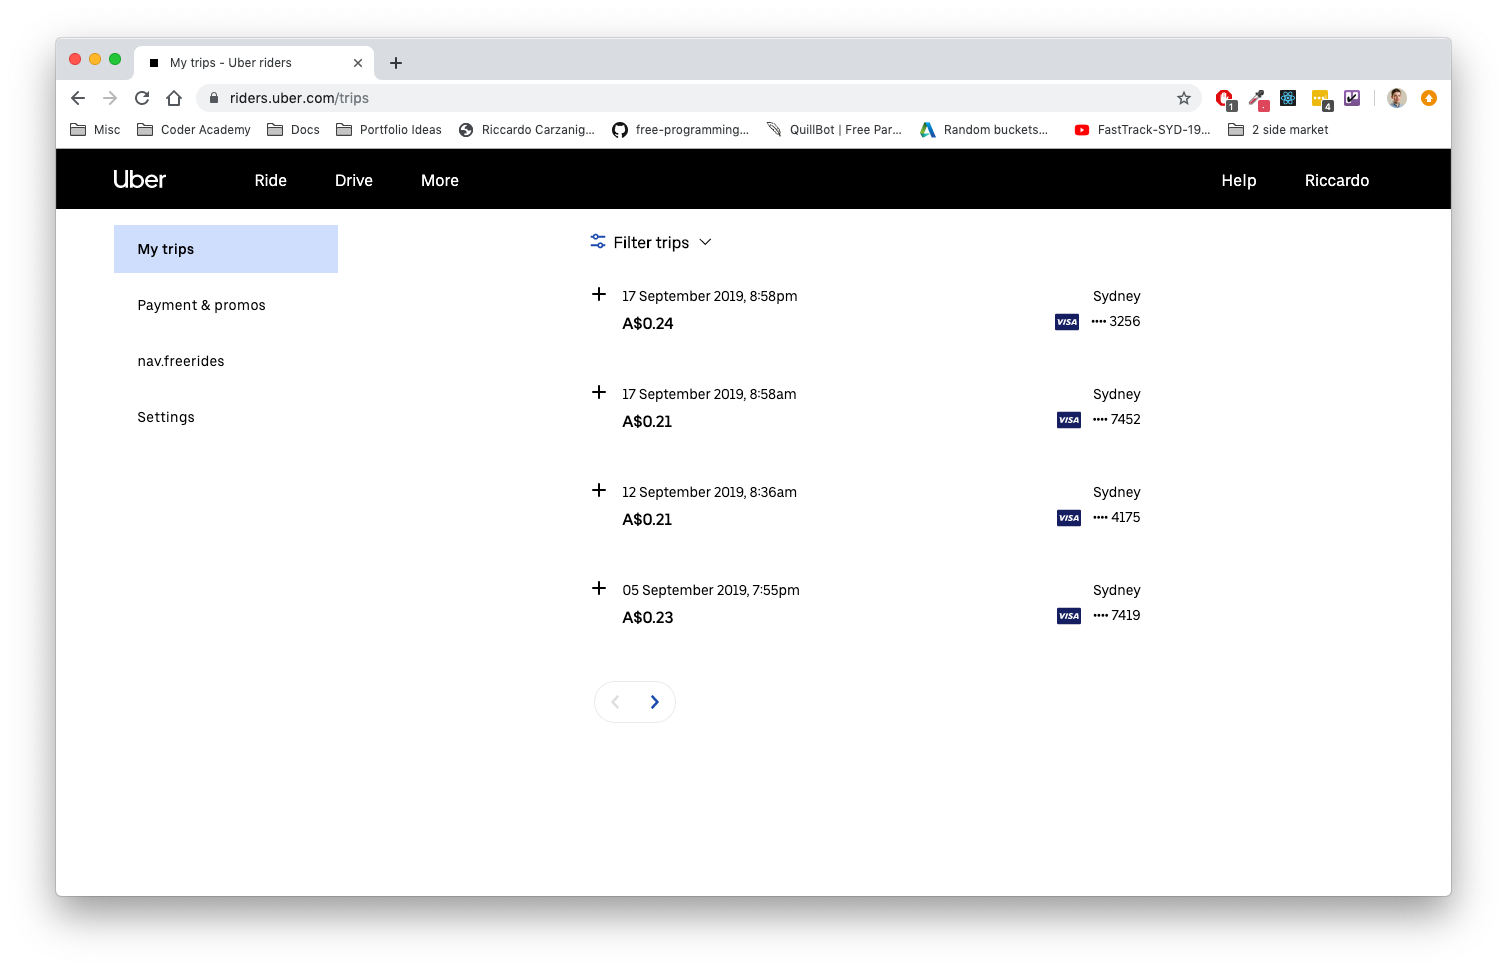 My trips - Uber riders
riders.uber.com/trips
1
4
Misc
Coder Academy
Docs
Portfolio Ideas
Riccardo Carzanig...
free-programming...
QuillBot | Free Par...
Random buckets...
FastTrack-SYD-19...
2 side market
Uber
Ride
Drive
More
Help
Riccardo
My trips
Payment & promos
nav.freerides
Settings
Filter trips
17 September 2019, 8:58pm
Sydney
A$0.24
VISA •••• 3256
17 September 2019, 8:58am
Sydney
A$0.21
VISA •••• 7452
12 September 2019, 8:36am
Sydney
A$0.21
VISA •••• 4175
05 September 2019, 7:55pm
Sydney
A$0.23
VISA •••• 7419